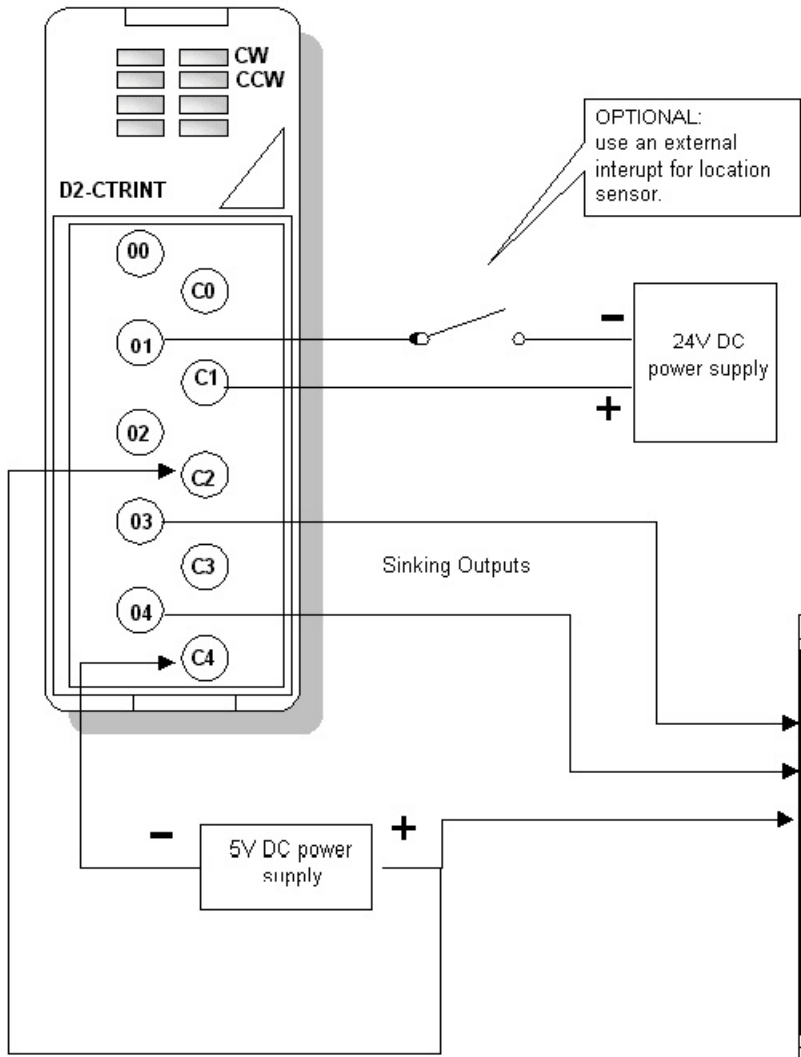 CW
CCW
OPTIONAL:
use an external
interupt for location
sensor.
D2-CTRINT
00
C0
01
C1
02
C2
03
C3
04
C4
-
24V DC
power supply
+
Sinking Outputs
-
5V DC power
supply
+